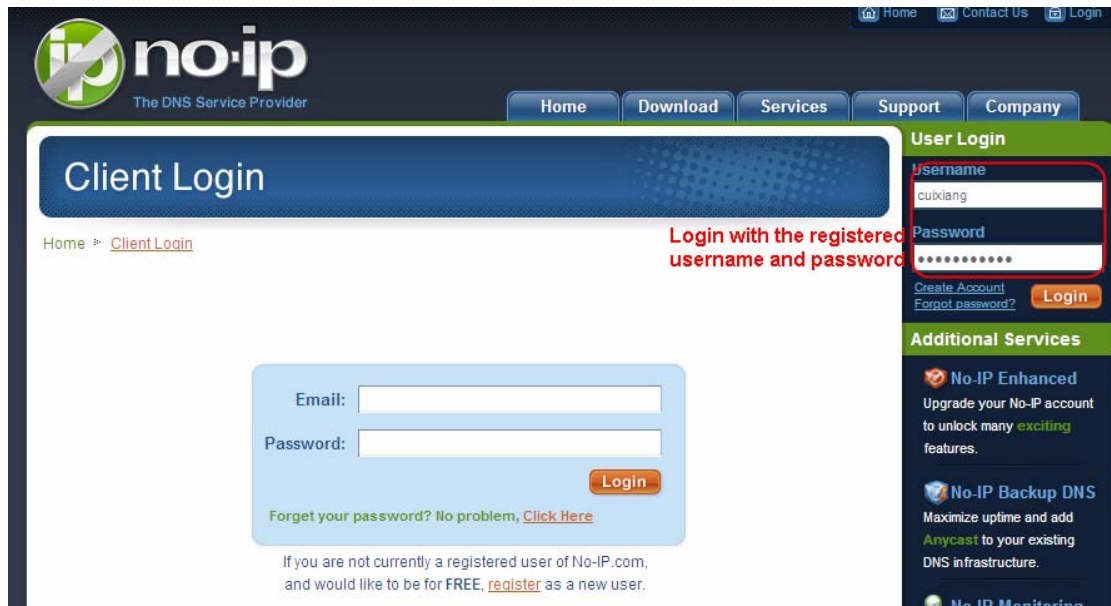 Home Contact Us Login
ip no·ip
The DNS Service Provider
Home Download Services Support Company
Client Login
Home Client Login
Login with the registered
username and password
User Login
Username
cuixiang
Password
•••••••••••
Create Account
Forgot password?
Login
Email:
Password:
Login
Forget your password? No problem, Click Here
If you are not currently a registered user of No-IP.com,
and would like to be for FREE, register as a new user.
Additional Services
No-IP Enhanced
Upgrade your No-IP account
to unlock many exciting
features.
No-IP Backup DNS
Maximize uptime and add
Anycast to your existing
DNS infrastructure.
No-IP Monitoring